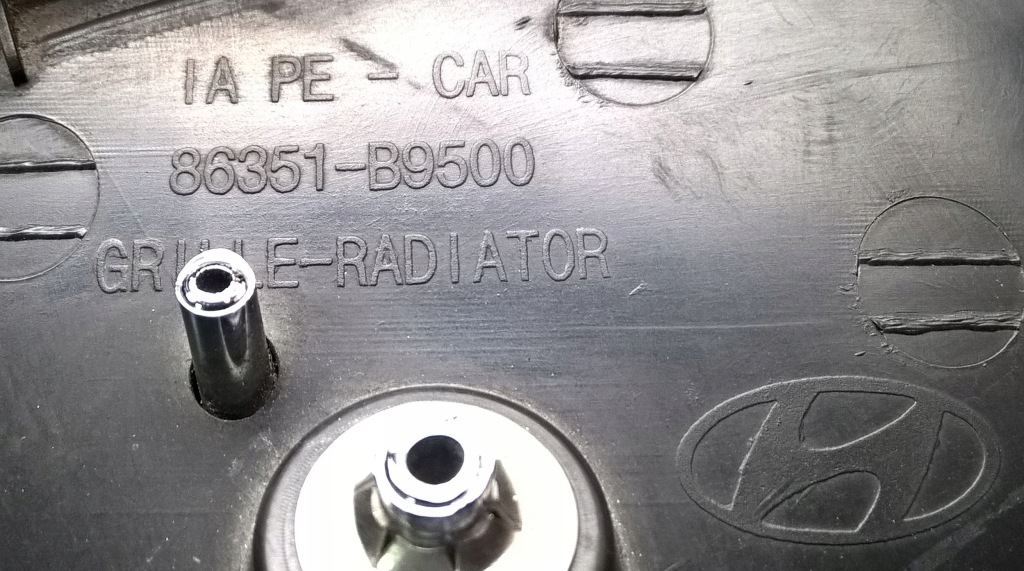 IA PE - CAR
86351-B9500
GRILLE-RADIATOR